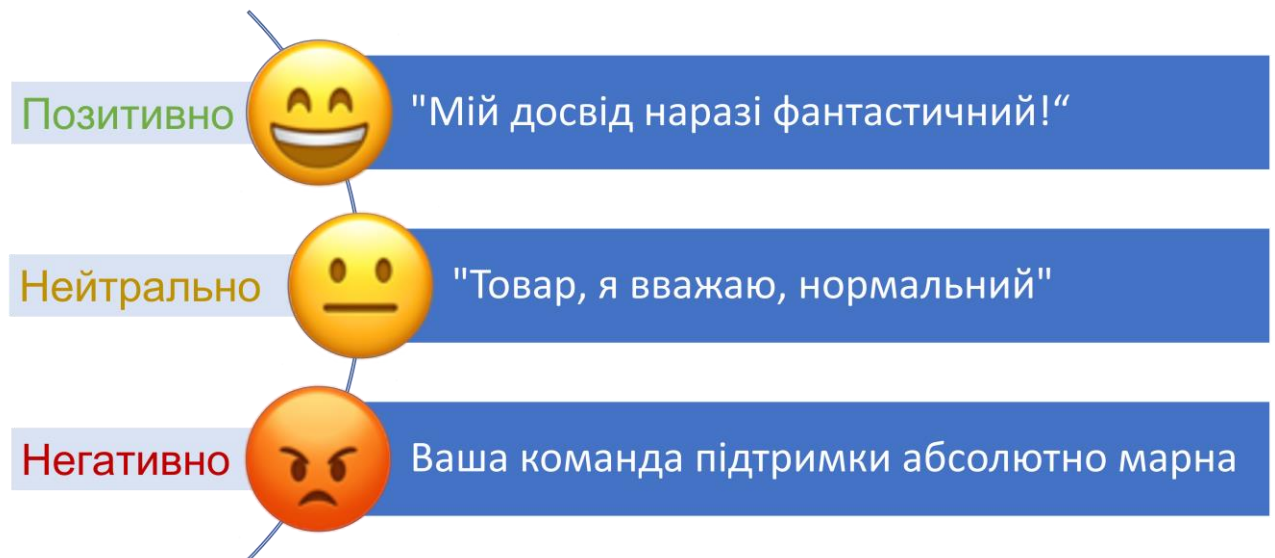 Позитивно
"Мій досвід наразі фантастичний!“
Нейтрально
"Товар, я вважаю, нормальний"
Негативно
Ваша команда підтримки абсолютно марна